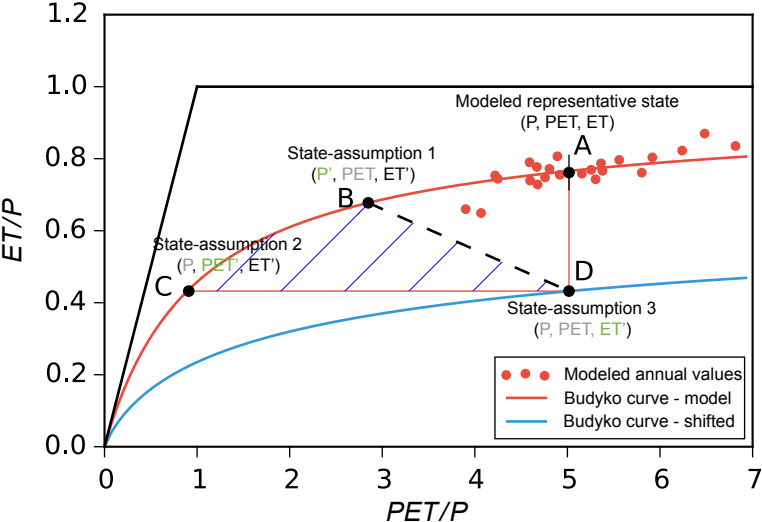 1.2
1.0
0.8
0.6
0.4
0.2
0.0
ET/P
Modeled representative state
(P, PET, ET)
A
State-assumption 1
(P', PET, ET')
B
State-assumption 2
(P, PET', ET')
C
D
State-assumption 3
(P, PET, ET')
Modeled annual values
Budyko curve - model
Budyko curve - shifted
0 1 2 3 4 5 6 7
PET/P